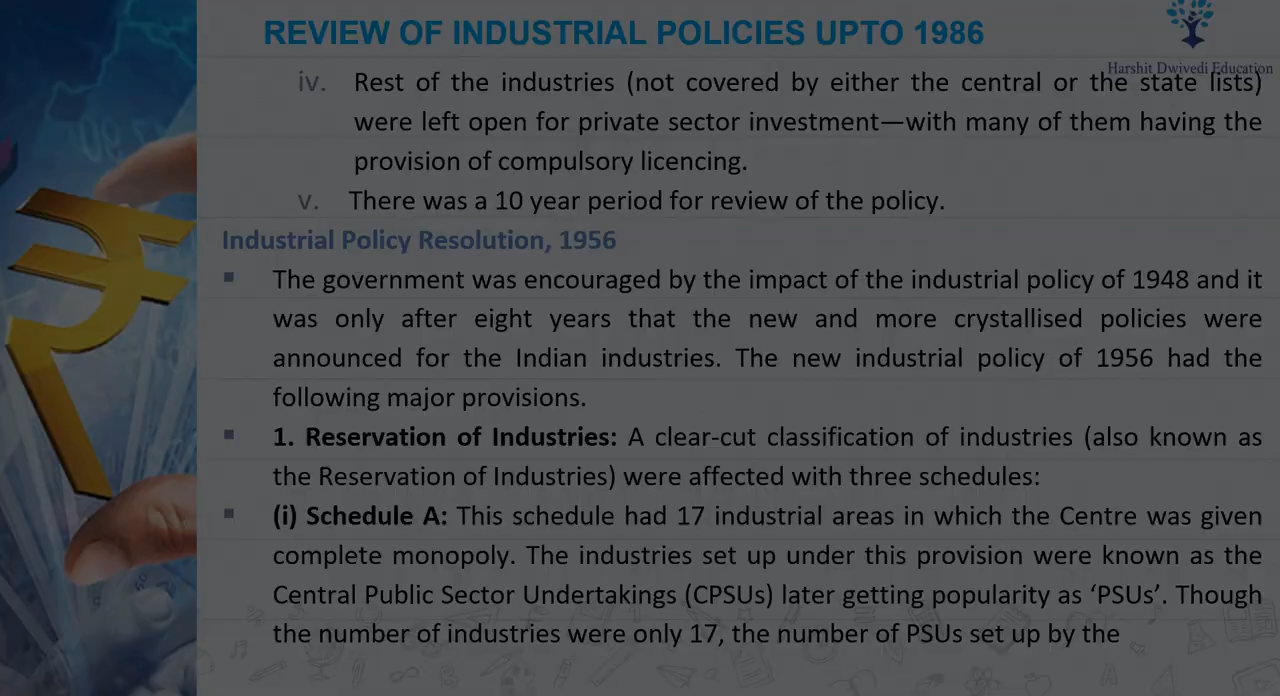 REVIEW OF INDUSTRIAL POLICIES UPTO 1986
Harshit Dwivedi Education
iv. Rest of the industries (not covered by either the central or the state lists)
were left open for private sector investment—with many of them having the
provision of compulsory licencing.
v. There was a 10 year period for review of the policy.
Industrial Policy Resolution, 1956
▪ The government was encouraged by the impact of the industrial policy of 1948 and it
was only after eight years that the new and more crystallised policies were
announced for the Indian industries. The new industrial policy of 1956 had the
following major provisions.
▪ 1. Reservation of Industries: A clear-cut classification of industries (also known as
the Reservation of Industries) were affected with three schedules:
▪ (i) Schedule A: This schedule had 17 industrial areas in which the Centre was given
complete monopoly. The industries set up under this provision were known as the
Central Public Sector Undertakings (CPSUs) later getting popularity as ‘PSUs’. Though
the number of industries were only 17, the number of PSUs set up by the